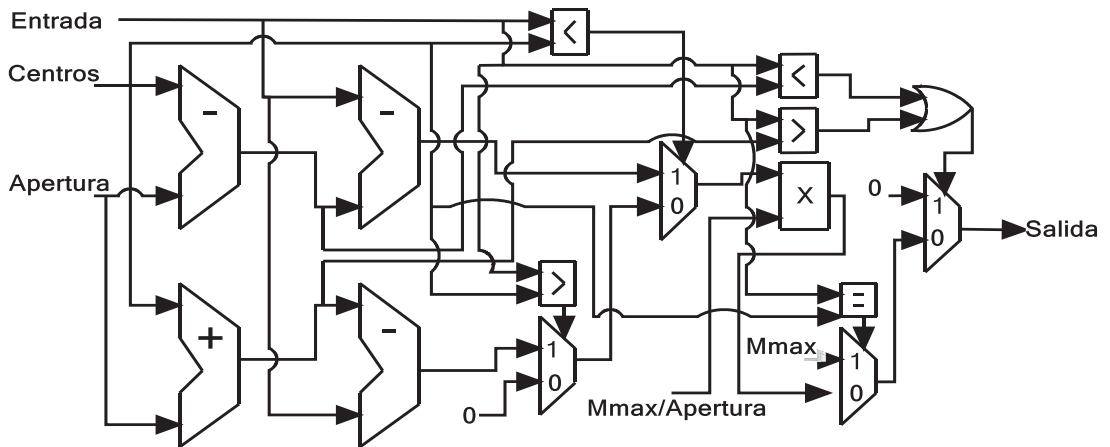 Entrada
<
Centros
-
-
<
>
Apertura
1
0
X
0
1
0
Salida
>
=
+
-
1
0
0
Mmax
1
0
Mmax/Apertura